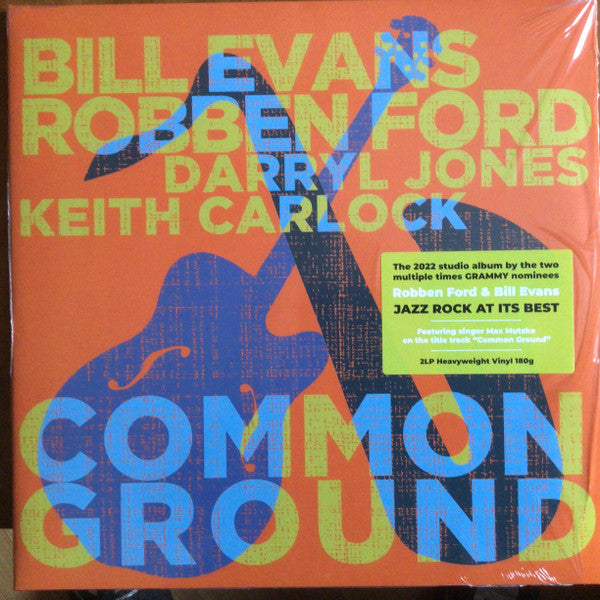 BILL EVANS
ROBBEN FORD
DARRYL JONES
KEITH CARLOCK
The 2022 studio album by the two
multiple times GRAMMY nominees
Robben Ford & Bill Evans
JAZZ ROCK AT ITS BEST
Featuring singer Max Mutzke
on the title track "Common Ground"
2LP Heavyweight Vinyl 180g
COMMON
GROUND